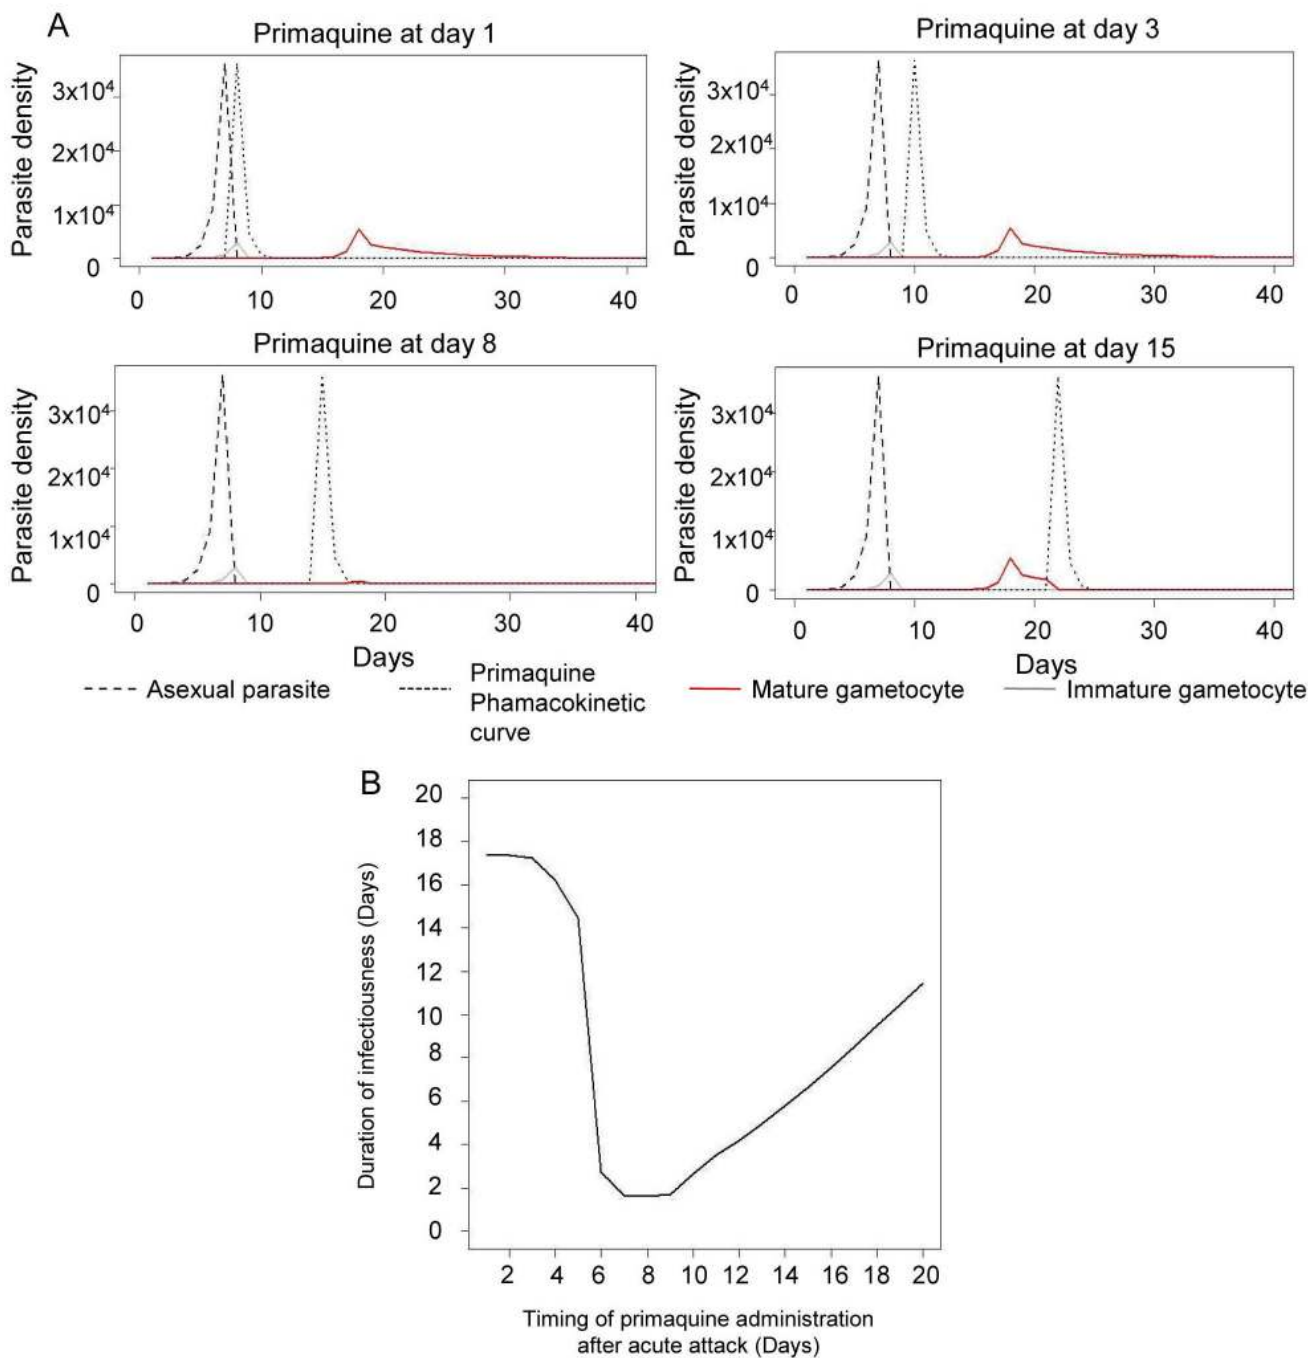 A
Primaquine at day 1
Parasite density
3x10⁴
2x10⁴
1x10⁴
0
0 10 20 30 40
Primaquine at day 3
Parasite density
3x10⁴
2x10⁴
1x10⁴
0
0 10 20 30 40
Primaquine at day 8
Parasite density
3x10⁴
2x10⁴
1x10⁴
0
0 10 20 30 40
Days
Primaquine at day 15
Parasite density
3x10⁴
2x10⁴
1x10⁴
0
0 10 20 30 40
Days
Asexual parasite
Primaquine
Phamacokinetic
curve
Mature gametocyte
Immature gametocyte
B
Duration of infectiousness (Days)
20
18
16
14
12
10
8
6
4
2
0
2 4 6 8 10 12 14 16 18 20
Timing of primaquine administration
after acute attack (Days)